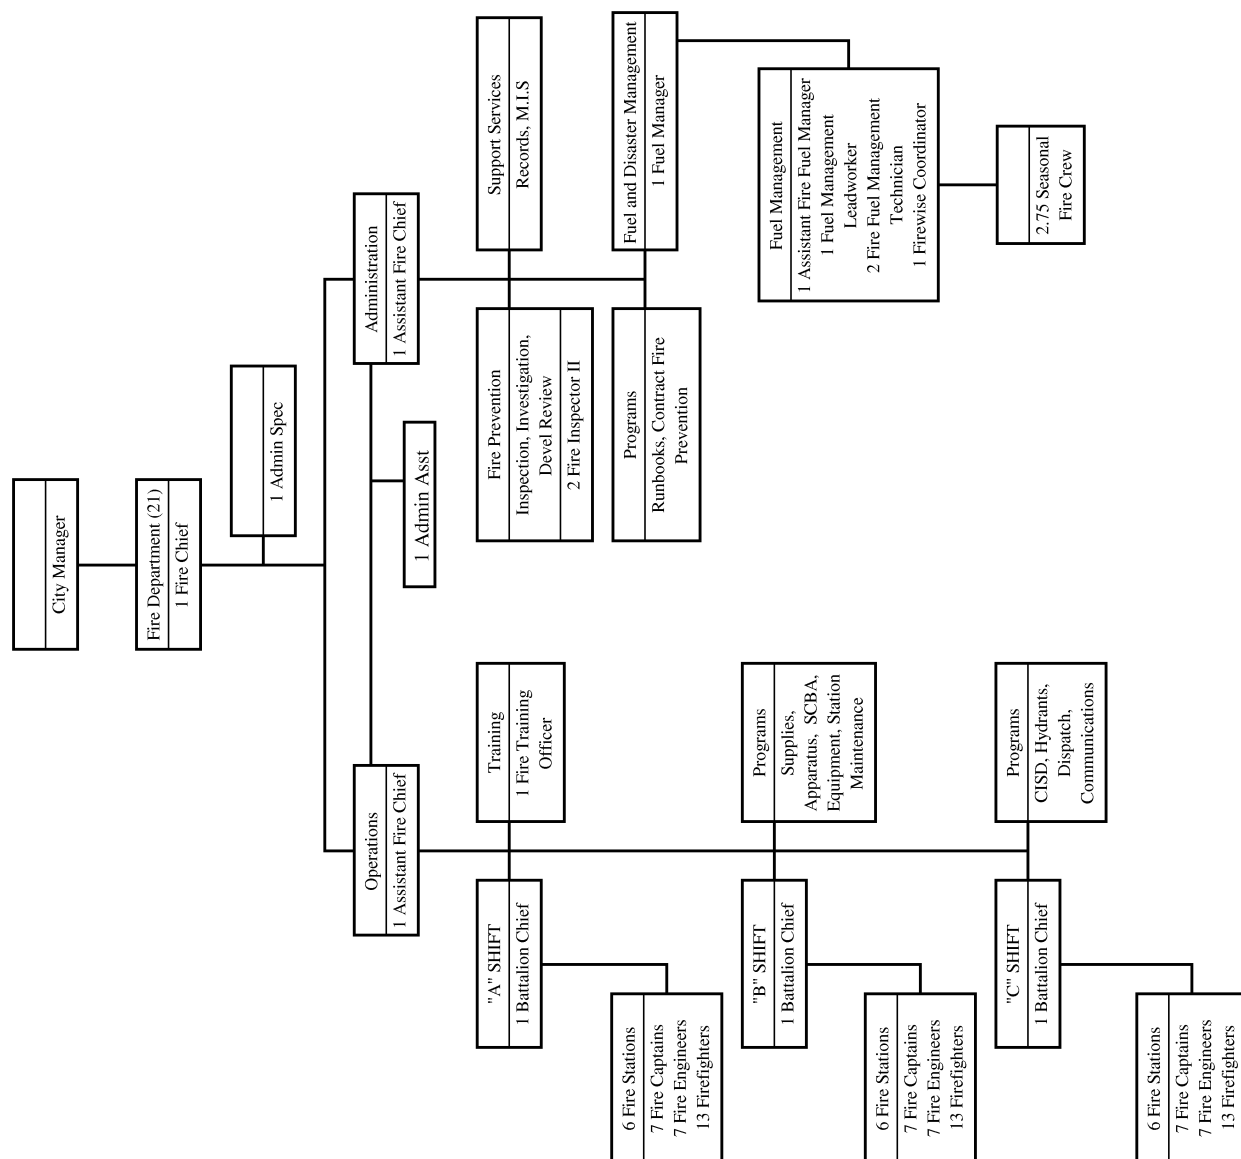 City Manager
Fire Department (21)
1 Fire Chief
1 Admin Spec
Operations
1 Assistant Fire Chief
Administration
1 Assistant Fire Chief
1 Admin Asst
"A" SHIFT
1 Battalion Chief
Training
1 Fire Training
Officer
6 Fire Stations
7 Fire Captains
7 Fire Engineers
13 Firefighters
"B" SHIFT
1 Battalion Chief
Programs
Supplies,
Apparatus, SCBA,
Equipment, Station
Maintenance
6 Fire Stations
7 Fire Captains
7 Fire Engineers
13 Firefighters
"C" SHIFT
1 Battalion Chief
Programs
CISD, Hydrants,
Dispatch,
Communications
6 Fire Stations
7 Fire Captains
7 Fire Engineers
13 Firefighters
Fire Prevention
Inspection, Investigation,
Devel Review
2 Fire Inspector II
Support Services
Records, M.I.S
Programs
Runbooks, Contract Fire
Prevention
Fuel and Disaster Management
1 Fuel Manager
Fuel Management
1 Assistant Fire Fuel Manager
1 Fuel Management
Leadworker
2 Fire Fuel Management
Technician
1 Firewise Coordinator
2.75 Seasonal
Fire Crew